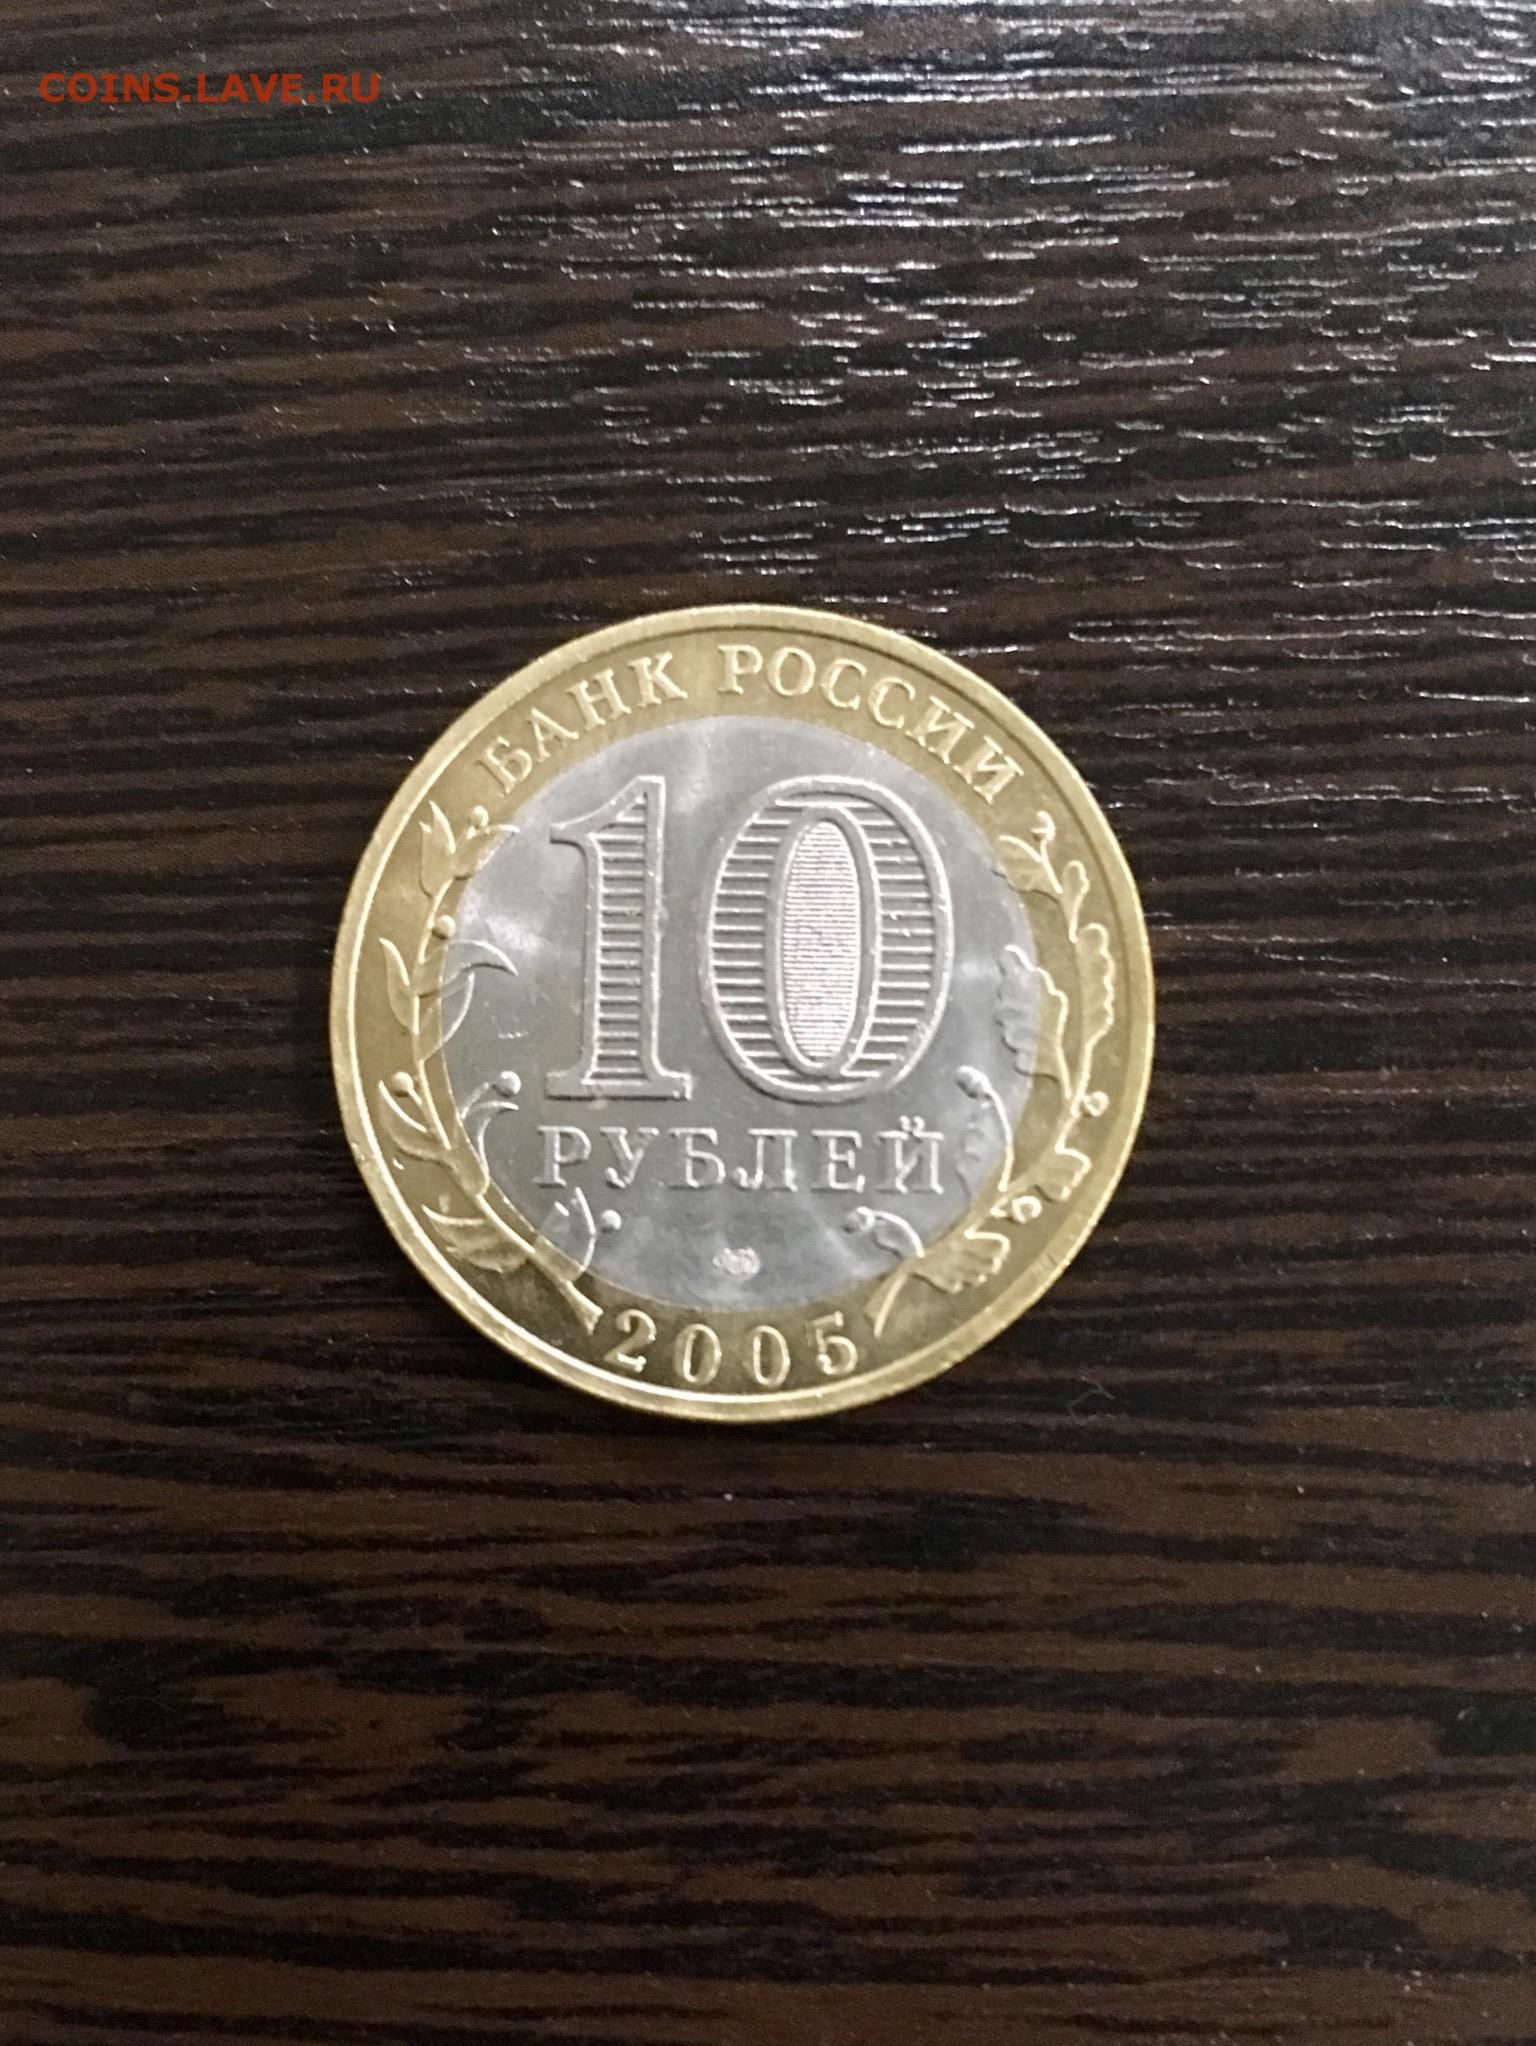 COINS.LAVE.RU
БАНК РОССИИ
10
РУБЛЕЙ
2005